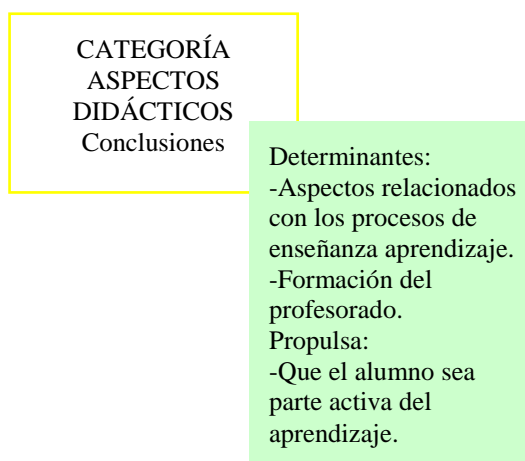 CATEGORÍA
ASPECTOS
DIDÁCTICOS
Conclusiones
Determinantes:
-Aspectos relacionados
con los procesos de
enseñanza aprendizaje.
-Formación del
profesorado.
Propulsa:
-Que el alumno sea
parte activa del
aprendizaje.